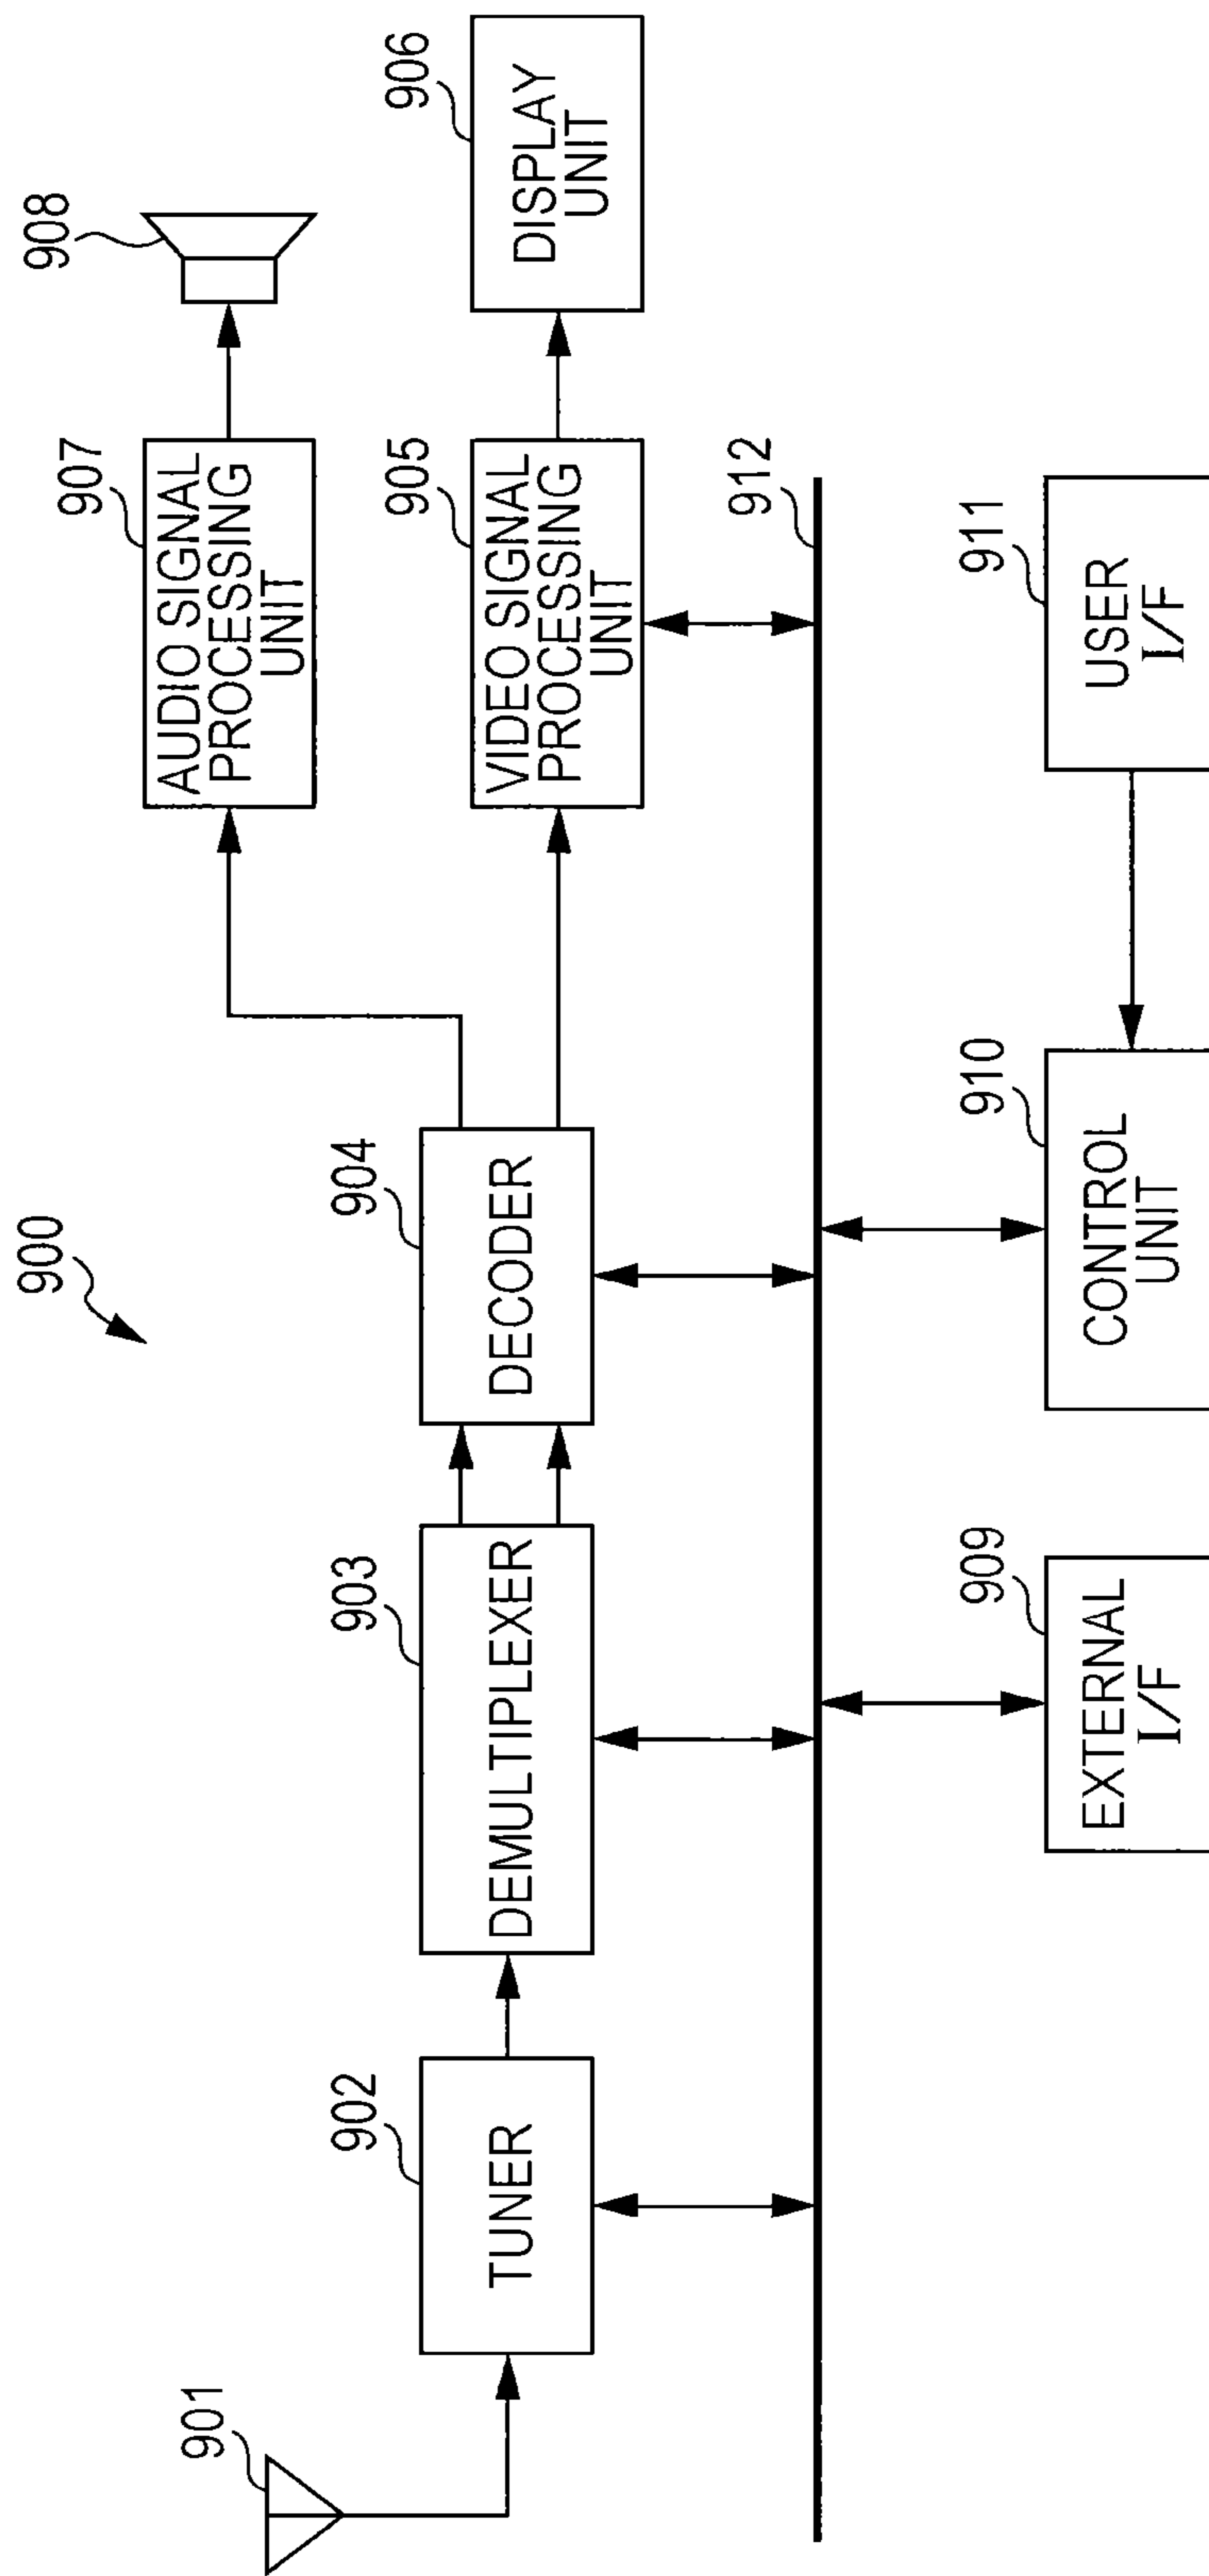 900
908
907
AUDIO SIGNAL
PROCESSING
UNIT
906
DISPLAY
UNIT
905
VIDEO SIGNAL
PROCESSING
UNIT
904
DECODER
903
DEMULTIPLEXER
902
TUNER
901
912
909
EXTERNAL
I/F
910
CONTROL
UNIT
911
USER
I/F